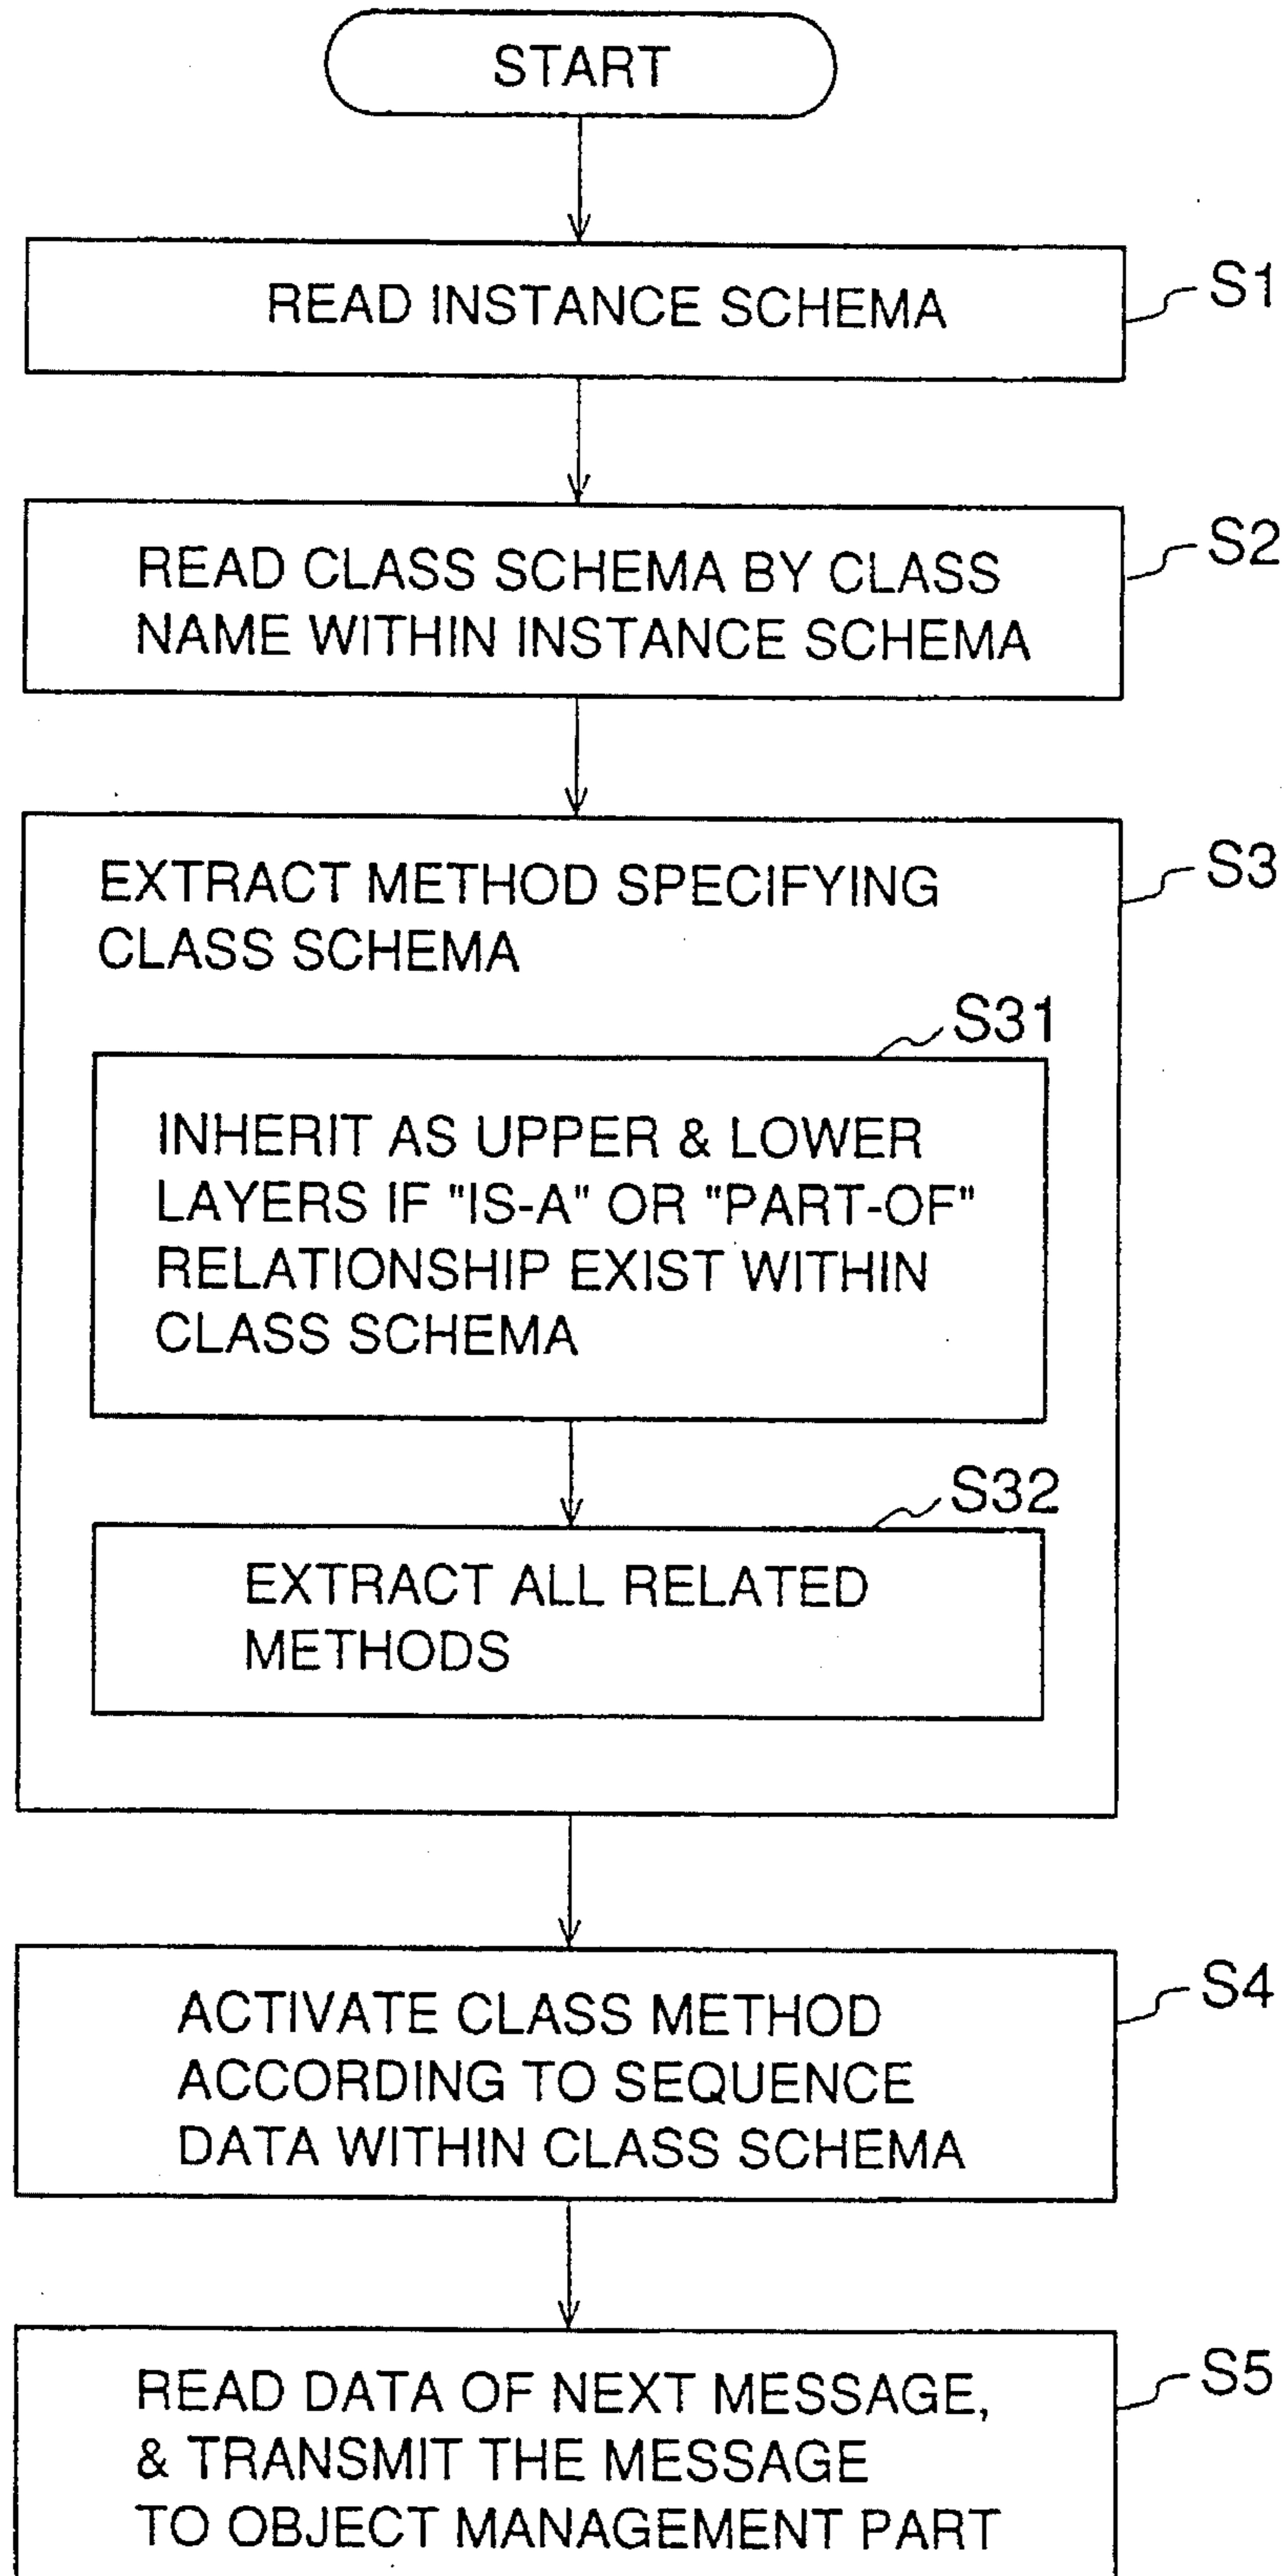 START
READ INSTANCE SCHEMA
S1
READ CLASS SCHEMA BY CLASS
NAME WITHIN INSTANCE SCHEMA
S2
EXTRACT METHOD SPECIFYING
CLASS SCHEMA
S3
S31
INHERIT AS UPPER & LOWER
LAYERS IF "IS-A" OR "PART-OF"
RELATIONSHIP EXIST WITHIN
CLASS SCHEMA
S32
EXTRACT ALL RELATED
METHODS
ACTIVATE CLASS METHOD
ACCORDING TO SEQUENCE
DATA WITHIN CLASS SCHEMA
S4
READ DATA OF NEXT MESSAGE,
& TRANSMIT THE MESSAGE
TO OBJECT MANAGEMENT PART
S5